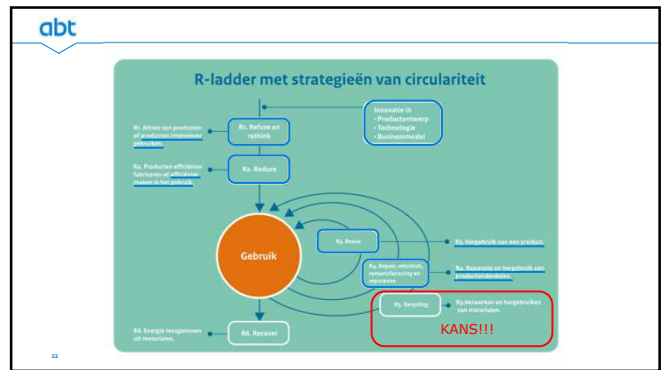 abt
R-ladder met strategieën van circulariteit
Innovatie in
• Productontwerp
• Technologie
• Businessmodel
R1. Afzien van producten
of producten intensiever
gebruiken.
R1. Refuse en
rethink
R2. Producten efficiënter
fabriceren of efficiënter
maken in het gebruik.
R2. Reduce
Gebruik
R3. Reuse
R3. Hergebruik van een product.
R4. Repair, refurbish,
remanufacturing en
repurpose
R4. Reparatie en hergebruik van
productonderdelen.
R5. Recycling
R5.Verwerken en hergebruiken
van materialen.
KANS!!!
R6. Energie terugwinnen
uit materialen.
R6. Recover
22